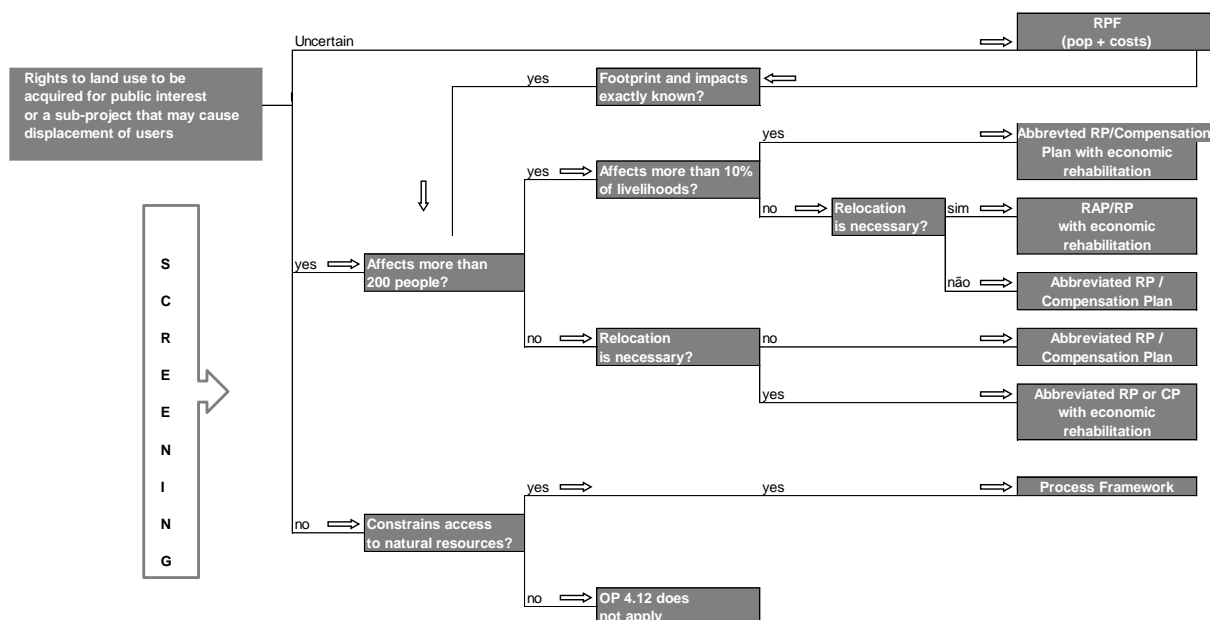 RPF
Uncertain
(pop + costs)
Rights to land use to be
acquired for public interest
or a sub-project that may cause
displacement of users
yes
Footprint and impacts
exactly known?
yes
Abbrevted RP/Compensation
Plan with economic
rehabilitation
yes
Affects more than 10%
of livelihoods?
no
Relocation
is necessary?
sim
RAP/RP
with economic
rehabilitation
S
C
R
E
E
N
I
N
G
yes
Affects more than
200 people?
não
Abbreviated RP /
Compensation Plan
no
Relocation
is necessary?
no
Abbreviated RP /
Compensation Plan
yes
Abbreviated RP or CP
with economic
rehabilitation
yes
yes
Process Framework
no
Constrains access
to natural resources?
no
OP 4.12 does
not apply